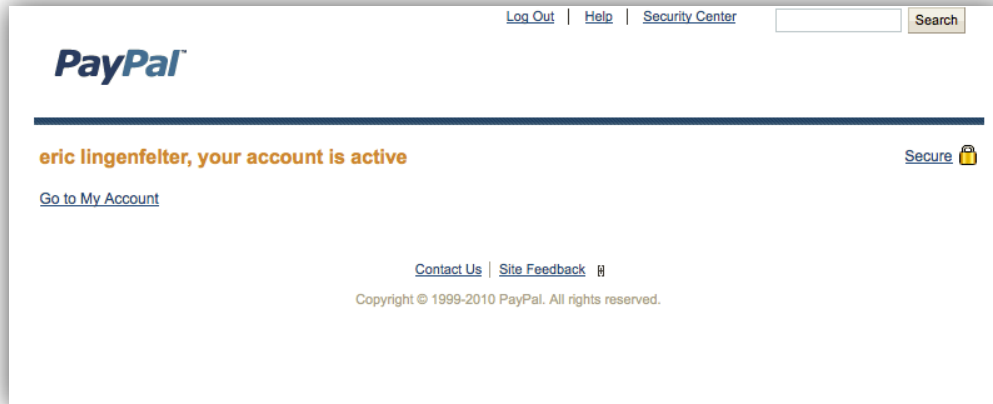 Log Out | Help | Security Center Search
PayPal™
eric lingenfelter, your account is active Secure
Go to My Account
Contact Us | Site Feedback [+]
Copyright © 1999-2010 PayPal. All rights reserved.